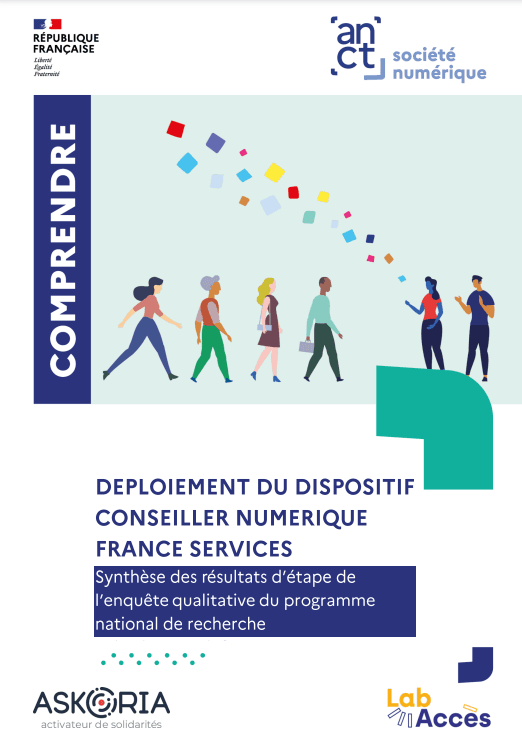 RÉPUBLIQUE
FRANÇAISE
Liberté
Égalité
Fraternité
an
ct
société
numérique
COMPRENDRE
DEPLOIEMENT DU DISPOSITIF
CONSEILLER NUMERIQUE
FRANCE SERVICES
Synthèse des résultats d'étape de
l'enquête qualitative du programme
national de recherche
ASKORIA
activateur de solidarités
Lab
Accès